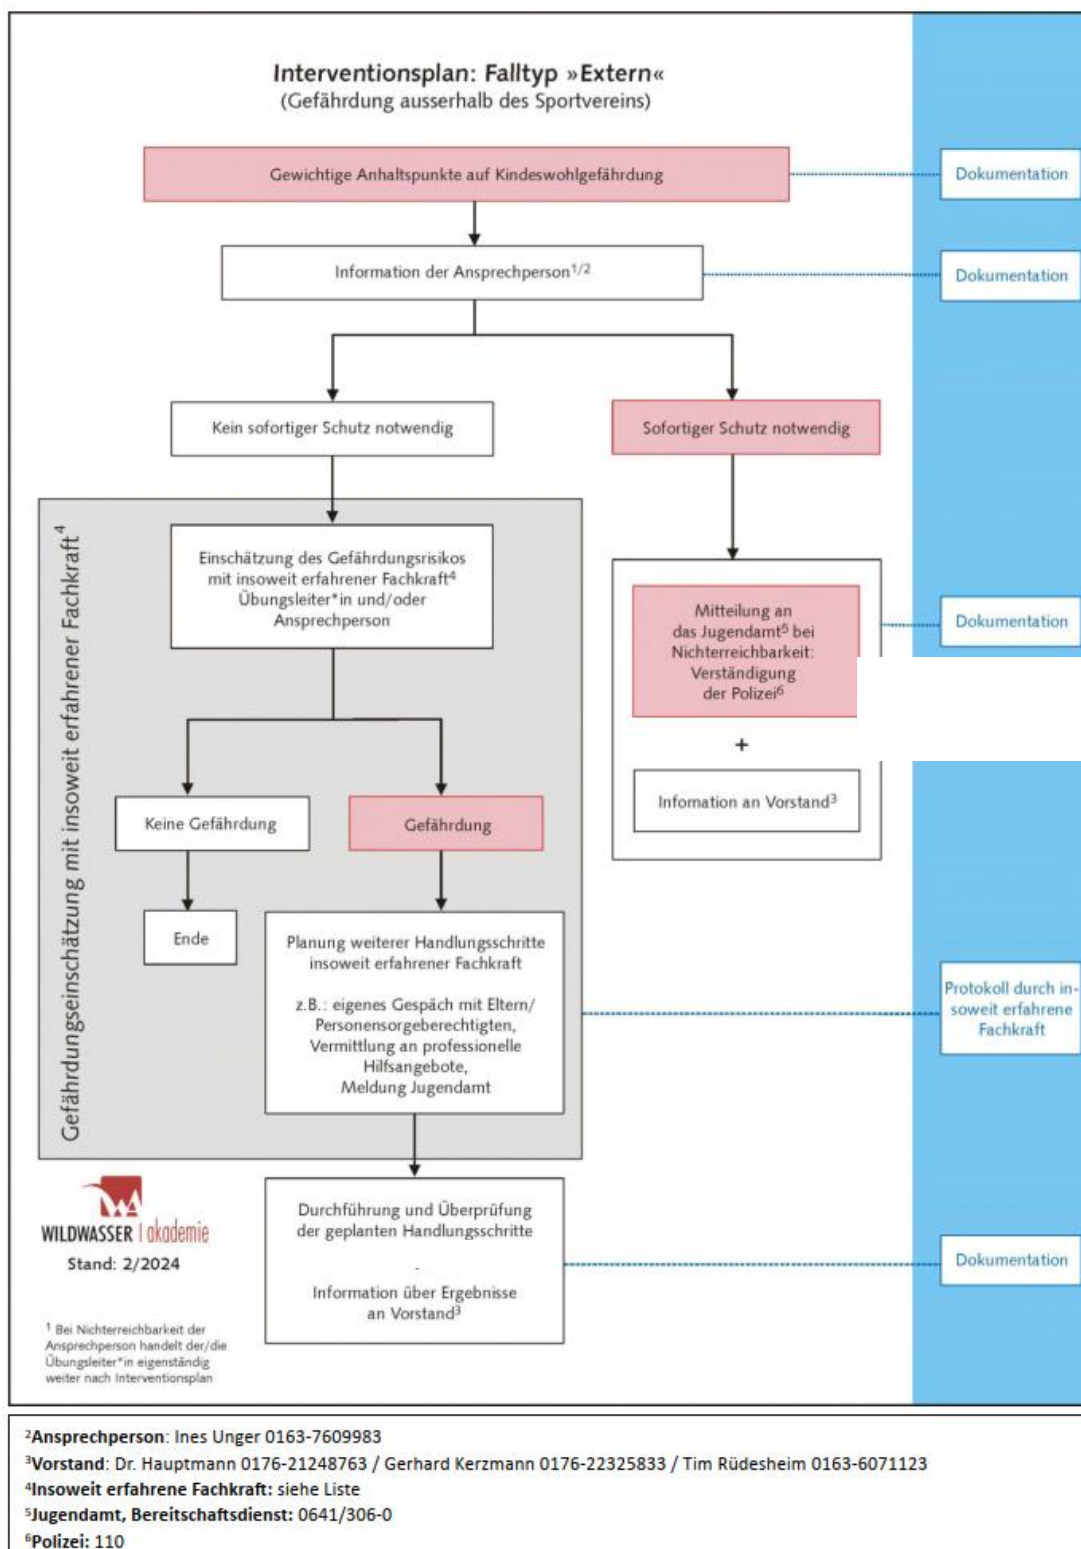 Interventionsplan: Falltyp »Extern«
(Gefährdung ausserhalb des Sportvereins)
Gewichtige Anhaltspunkte auf Kindeswohlgefährdung
Dokumentation
Information der Ansprechperson1/2
Dokumentation
Kein sofortiger Schutz notwendig
Sofortiger Schutz notwendig
Gefährdungseinschätzung mit insoweit erfahrener Fachkraft4
Einschätzung des Gefährdungsrisikos
mit insoweit erfahrener Fachkraft4
Übungsleiter*in und/oder
Ansprechperson
Mitteilung an
das Jugendamt5 bei
Nichterreichbarkeit:
Verständigung
der Polizei6
Dokumentation
+
Infomation an Vorstand3
Keine Gefährdung
Gefährdung
Ende
Planung weiterer Handlungsschritte
insoweit erfahrener Fachkraft
z.B.: eigenes Gespräch mit Eltern/
Personensorgeberechtigten,
Vermittlung an professionelle
Hilfsangebote,
Meldung Jugendamt
Protokoll durch in-
soweit erfahrene
Fachkraft
Durchführung und Überprüfung
der geplanten Handlungsschritte
-
Information über Ergebnisse
an Vorstand3
Dokumentation
WILDWASSER | akademie
Stand: 2/2024
1 Bei Nichterreichbarkeit der
Ansprechperson handelt der/die
Übungsleiter*in eigenständig
weiter nach Interventionsplan
2Ansprechperson: Ines Unger 0163-7609983
3Vorstand: Dr. Hauptmann 0176-21248763 / Gerhard Kerzmann 0176-22325833 / Tim Rüdesheim 0163-6071123
4Insoweit erfahrene Fachkraft: siehe Liste
5Jugendamt, Bereitschaftsdienst: 0641/306-0
6Polizei: 110